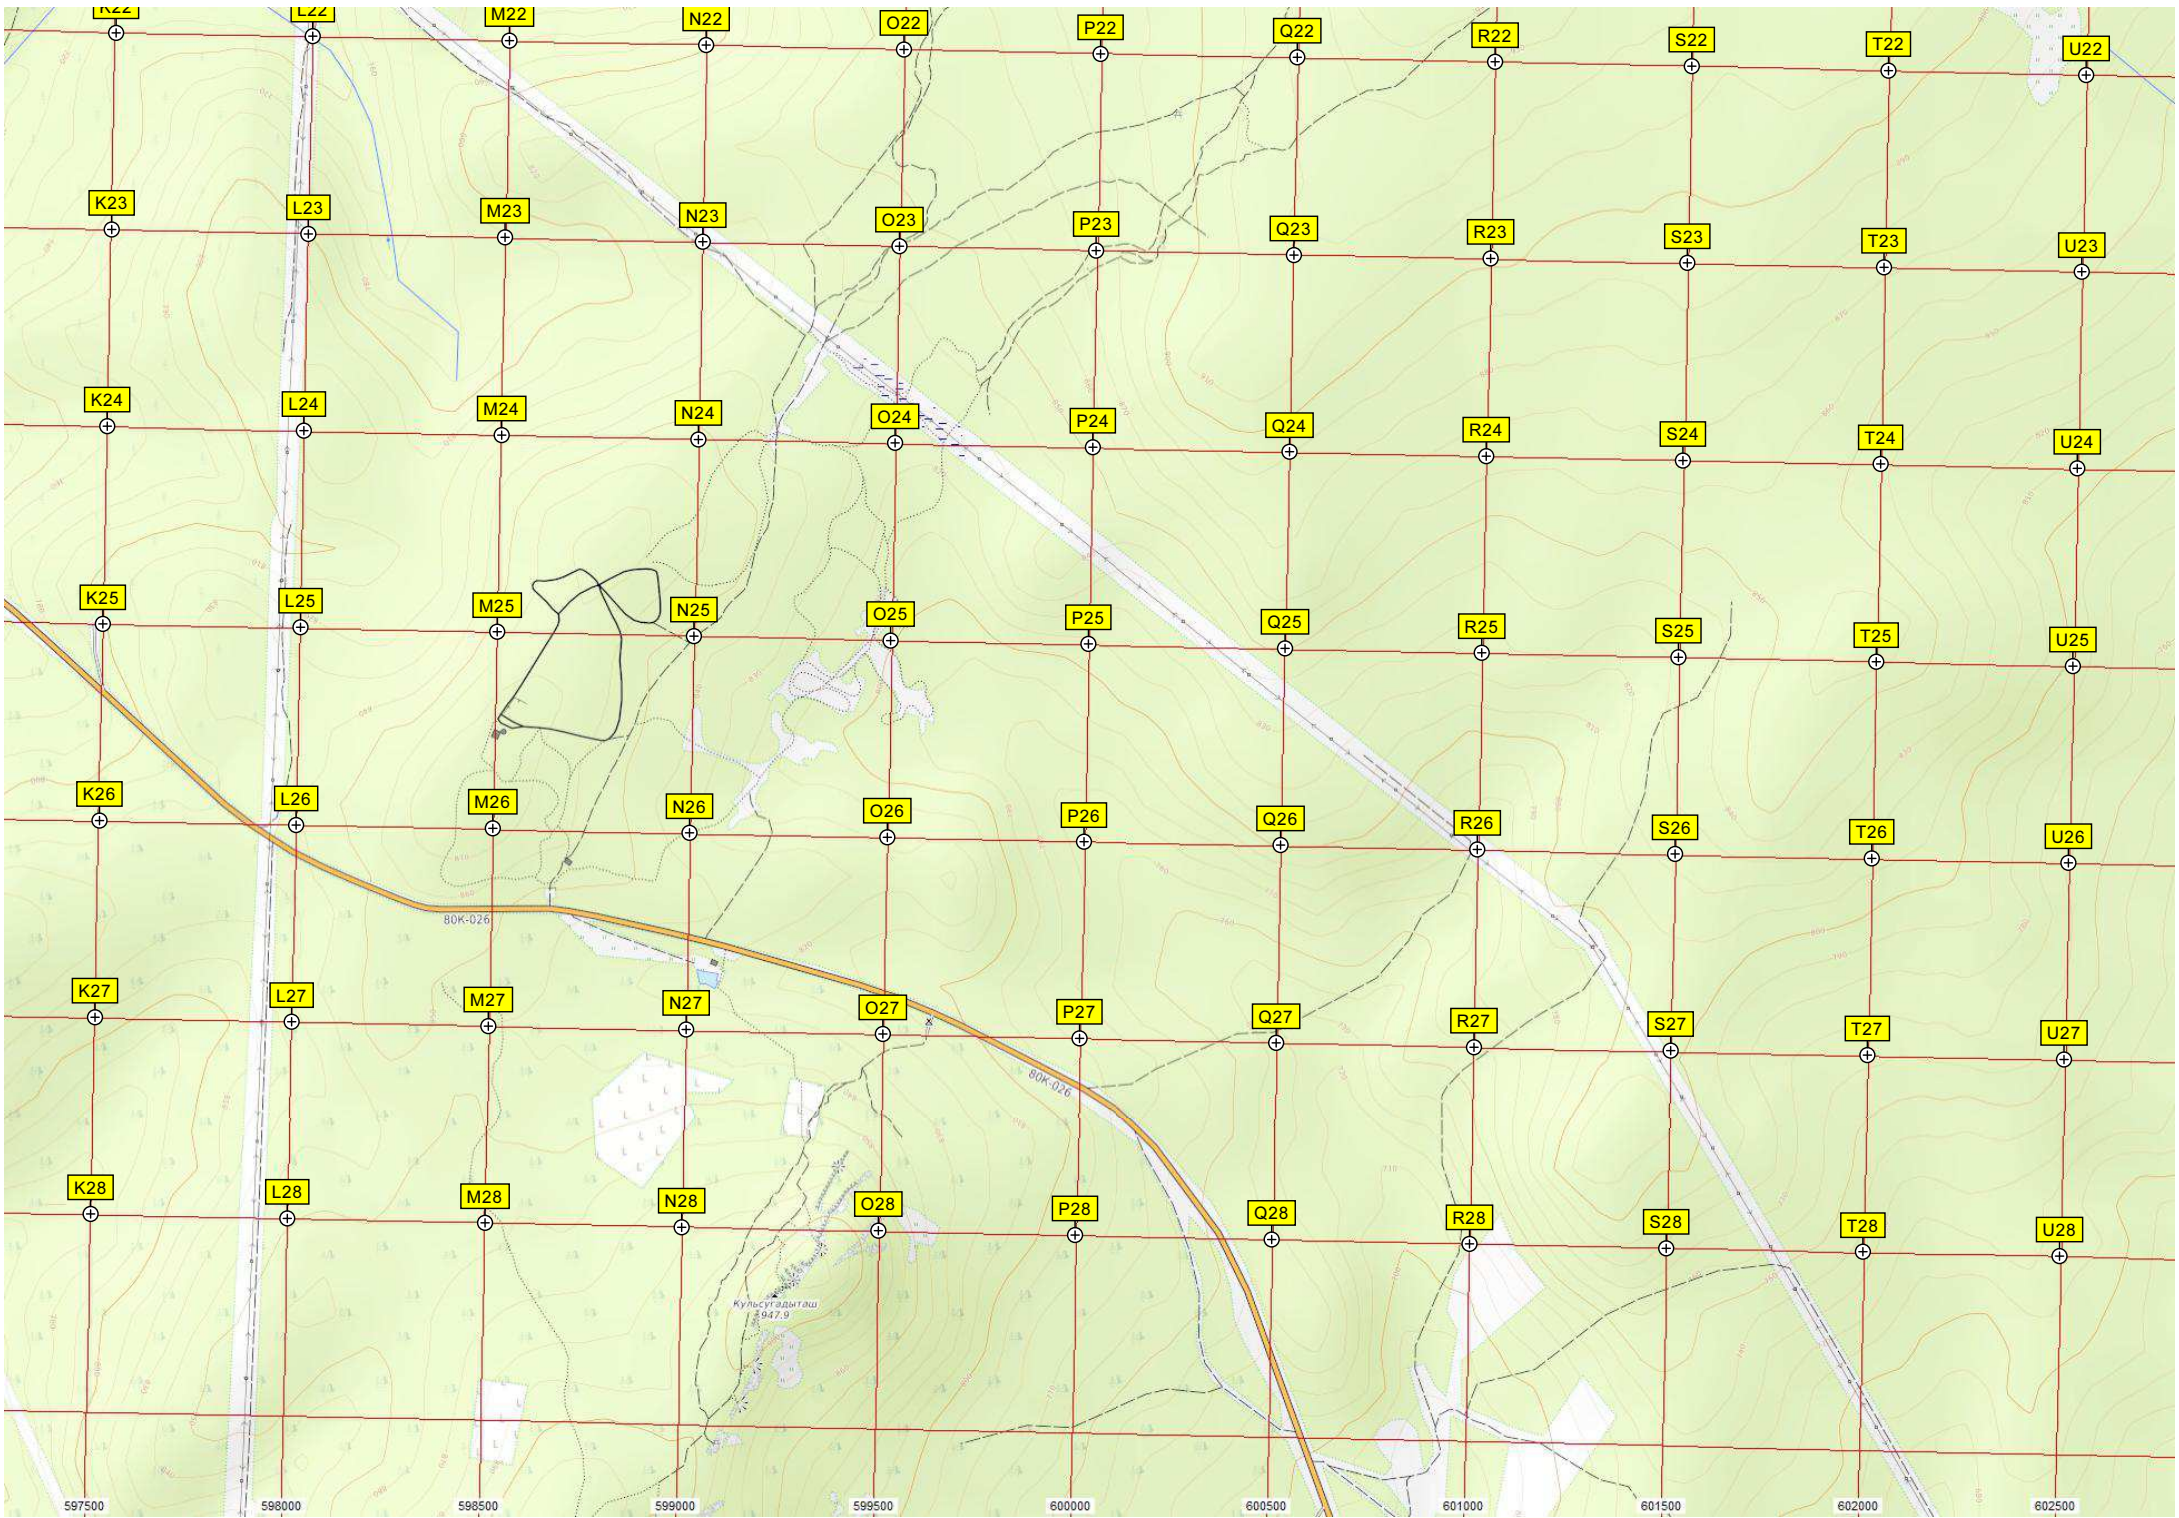 K22 L22 M22 N22 O22 P22 Q22 R22 S22 T22 U22
K23 L23 M23 N23 O23 P23 Q23 R23 S23 T23 U23
K24 L24 M24 N24 O24 P24 Q24 R24 S24 T24 U24
K25 L25 M25 N25 O25 P25 Q25 R25 S25 T25 U25
K26 L26 M26 N26 O26 P26 Q26 R26 S26 T26 U26
80K-026
K27 L27 M27 N27 O27 P27 Q27 R27 S27 T27 U27
80K-026
K28 L28 M28 N28 O28 P28 Q28 R28 S28 T28 U28
Кульсугадыташ
947.9
597500 598000 598500 599000 599500 600000 600500 601000 601500 602000 602500